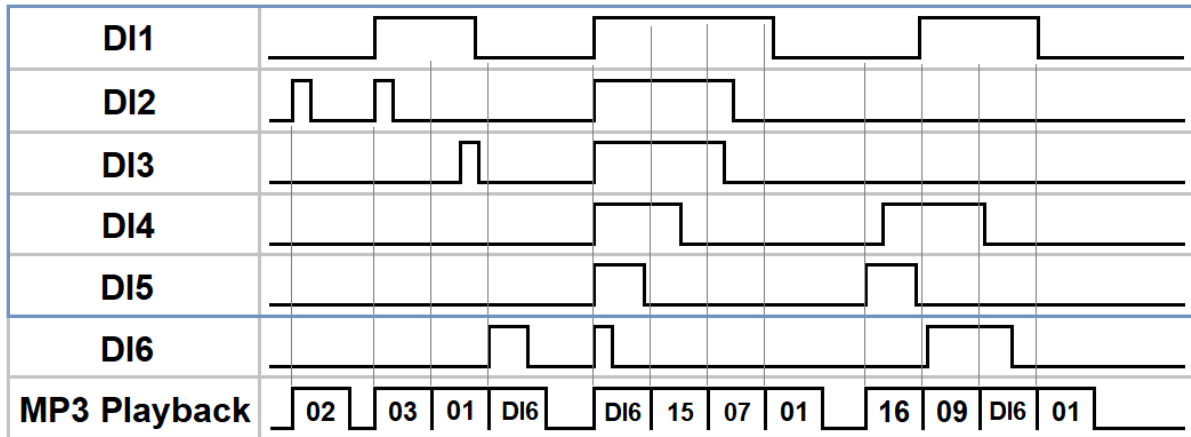 DI1
DI2
DI3
DI4
DI5
DI6
MP3 Playback 02 03 01 DI6 DI6 15 07 01 16 09 DI6 01